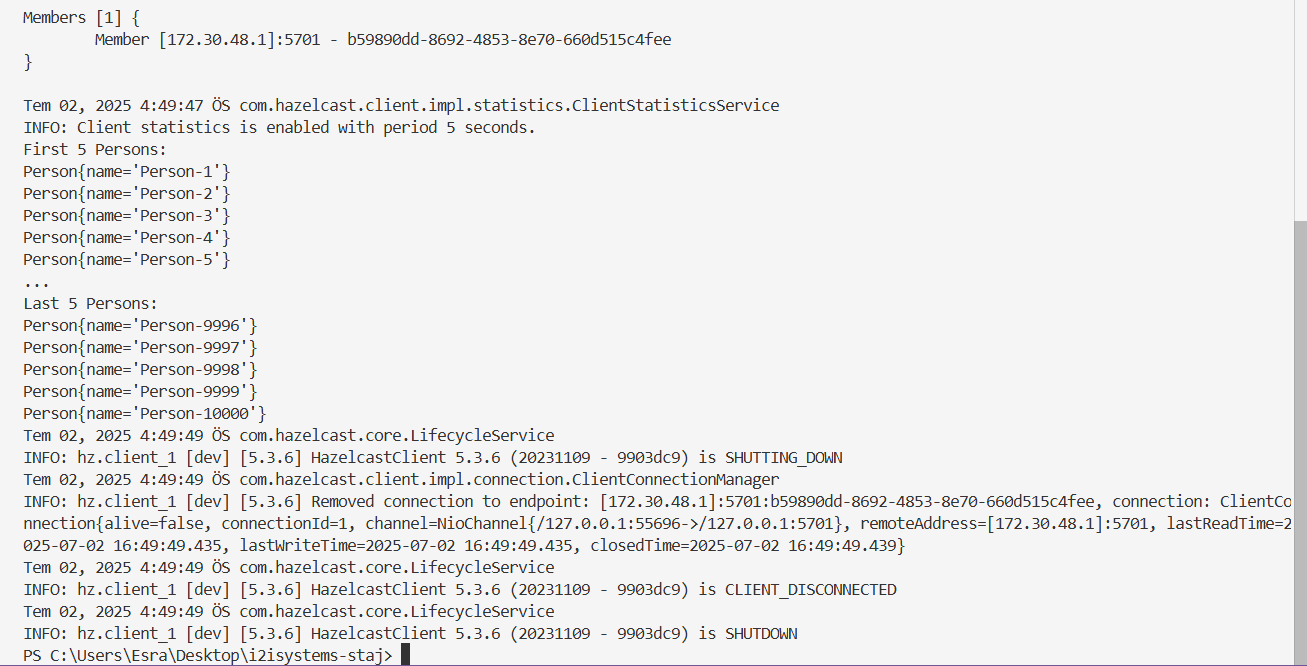 Members [1] {
        Member [172.30.48.1]:5701 - b59890dd-8692-4853-8e70-660d515c4fee
}

Tem 02, 2025 4:49:47 ÖS com.hazelcast.client.impl.statistics.ClientStatisticsService
INFO: Client statistics is enabled with period 5 seconds.
First 5 Persons:
Person{name='Person-1'}
Person{name='Person-2'}
Person{name='Person-3'}
Person{name='Person-4'}
Person{name='Person-5'}
...
Last 5 Persons:
Person{name='Person-9996'}
Person{name='Person-9997'}
Person{name='Person-9998'}
Person{name='Person-9999'}
Person{name='Person-10000'}
Tem 02, 2025 4:49:49 ÖS com.hazelcast.core.LifecycleService
INFO: hz.client_1 [dev] [5.3.6] HazelcastClient 5.3.6 (20231109 - 9903dc9) is SHUTTING_DOWN
Tem 02, 2025 4:49:49 ÖS com.hazelcast.client.impl.connection.ClientConnectionManager
INFO: hz.client_1 [dev] [5.3.6] Removed connection to endpoint: [172.30.48.1]:5701:b59890dd-8692-4853-8e70-660d515c4fee, connection: ClientCo
nnection{alive=false, connectionId=1, channel=NioChannel{/127.0.0.1:55696->/127.0.0.1:5701}, remoteAddress=[172.30.48.1]:5701, lastReadTime=2
025-07-02 16:49:49.435, lastWriteTime=2025-07-02 16:49:49.435, closedTime=2025-07-02 16:49:49.439}
Tem 02, 2025 4:49:49 ÖS com.hazelcast.core.LifecycleService
INFO: hz.client_1 [dev] [5.3.6] HazelcastClient 5.3.6 (20231109 - 9903dc9) is CLIENT_DISCONNECTED
Tem 02, 2025 4:49:49 ÖS com.hazelcast.core.LifecycleService
INFO: hz.client_1 [dev] [5.3.6] HazelcastClient 5.3.6 (20231109 - 9903dc9) is SHUTDOWN
PS C:\Users\Esra\Desktop\i2isystems-staj>